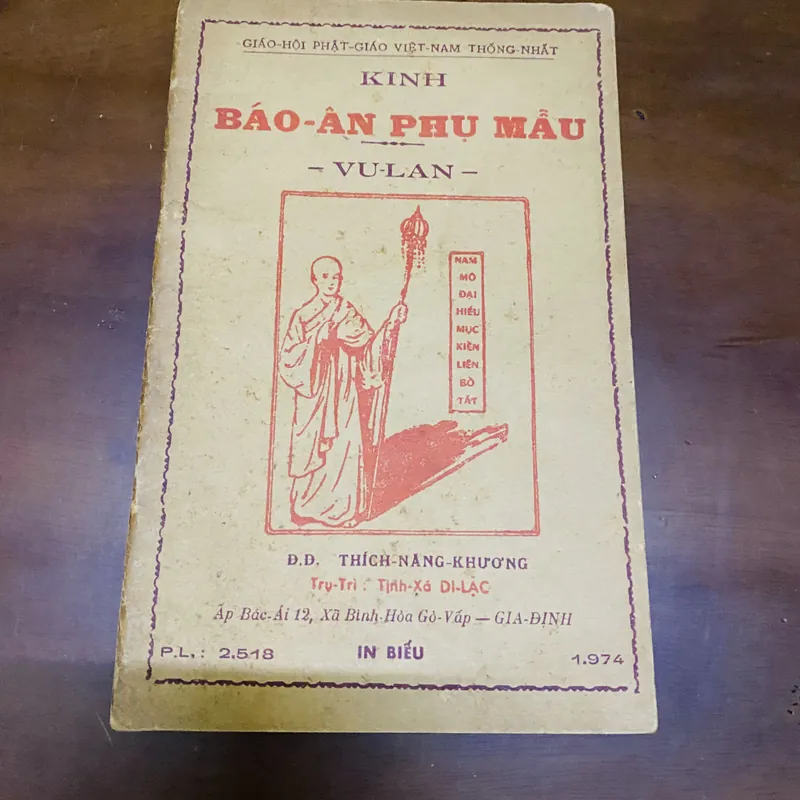 GIÁO-HỘI PHẬT-GIÁO VIỆT-NAM THỐNG-NHẤT
KINH
BÁO-ÂN PHỤ MẪU
– VU-LAN –
NAM
MÔ
ĐẠI
HIẾU
MỤC
KIỀN
LIÊN
BỒ
TÁT
Đ.Đ. THÍCH-NĂNG-KHƯƠNG
Trụ-Trì : Tịnh-Xá DI-LẶC
Ấp Bác-Ái 12, Xã Bình-Hòa Gò-Vấp — GIA-ĐỊNH
P.L. : 2.518 IN BIẾU 1.974